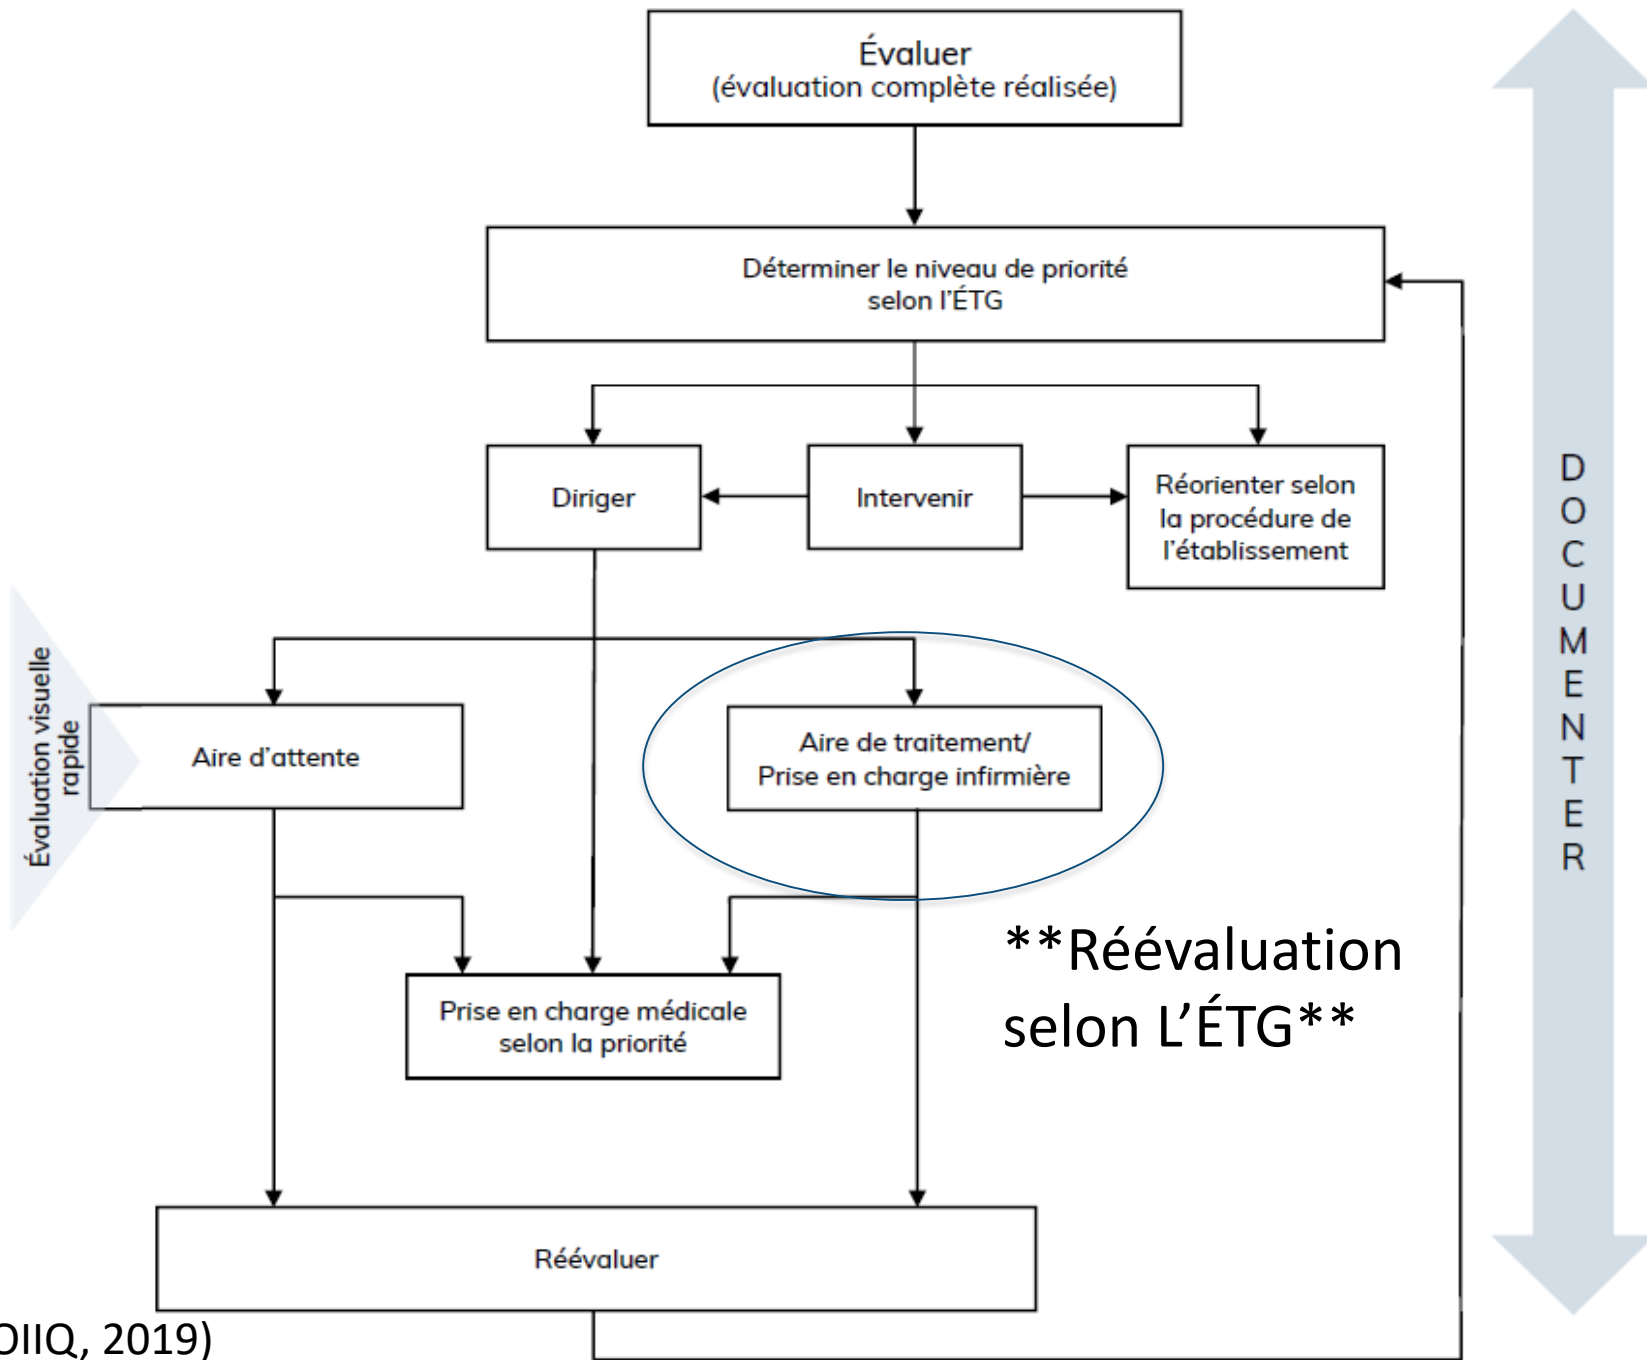 Évaluer
(évaluation complète réalisée)
Déterminer le niveau de priorité
selon l'ÉTG
Diriger
Intervenir
Réorienter selon
la procédure de
l'établissement
Évaluation visuelle
rapide
Aire d'attente
Aire de traitement/
Prise en charge infirmière
**Réévaluation
selon L'ÉTG**
Prise en charge médicale
selon la priorité
Réévaluer
OIIQ, 2019)
D
O
C
U
M
E
N
T
E
R